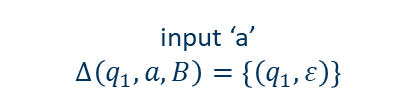 input ‘a’
Δ(q₁, a, B) = {(q₁, ε)}